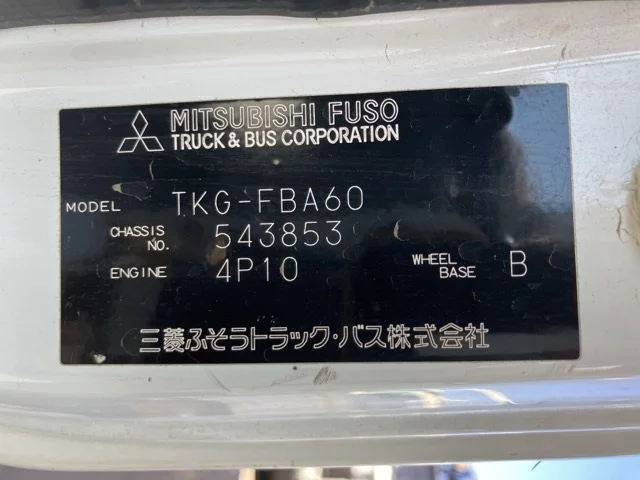 MITSUBISHI FUSO
TRUCK & BUS CORPORATION
MODEL TKG-FBA60
CHASSIS NO. 543853
ENGINE 4P10 WHEEL BASE B
三菱ふそうトラック・バス株式会社